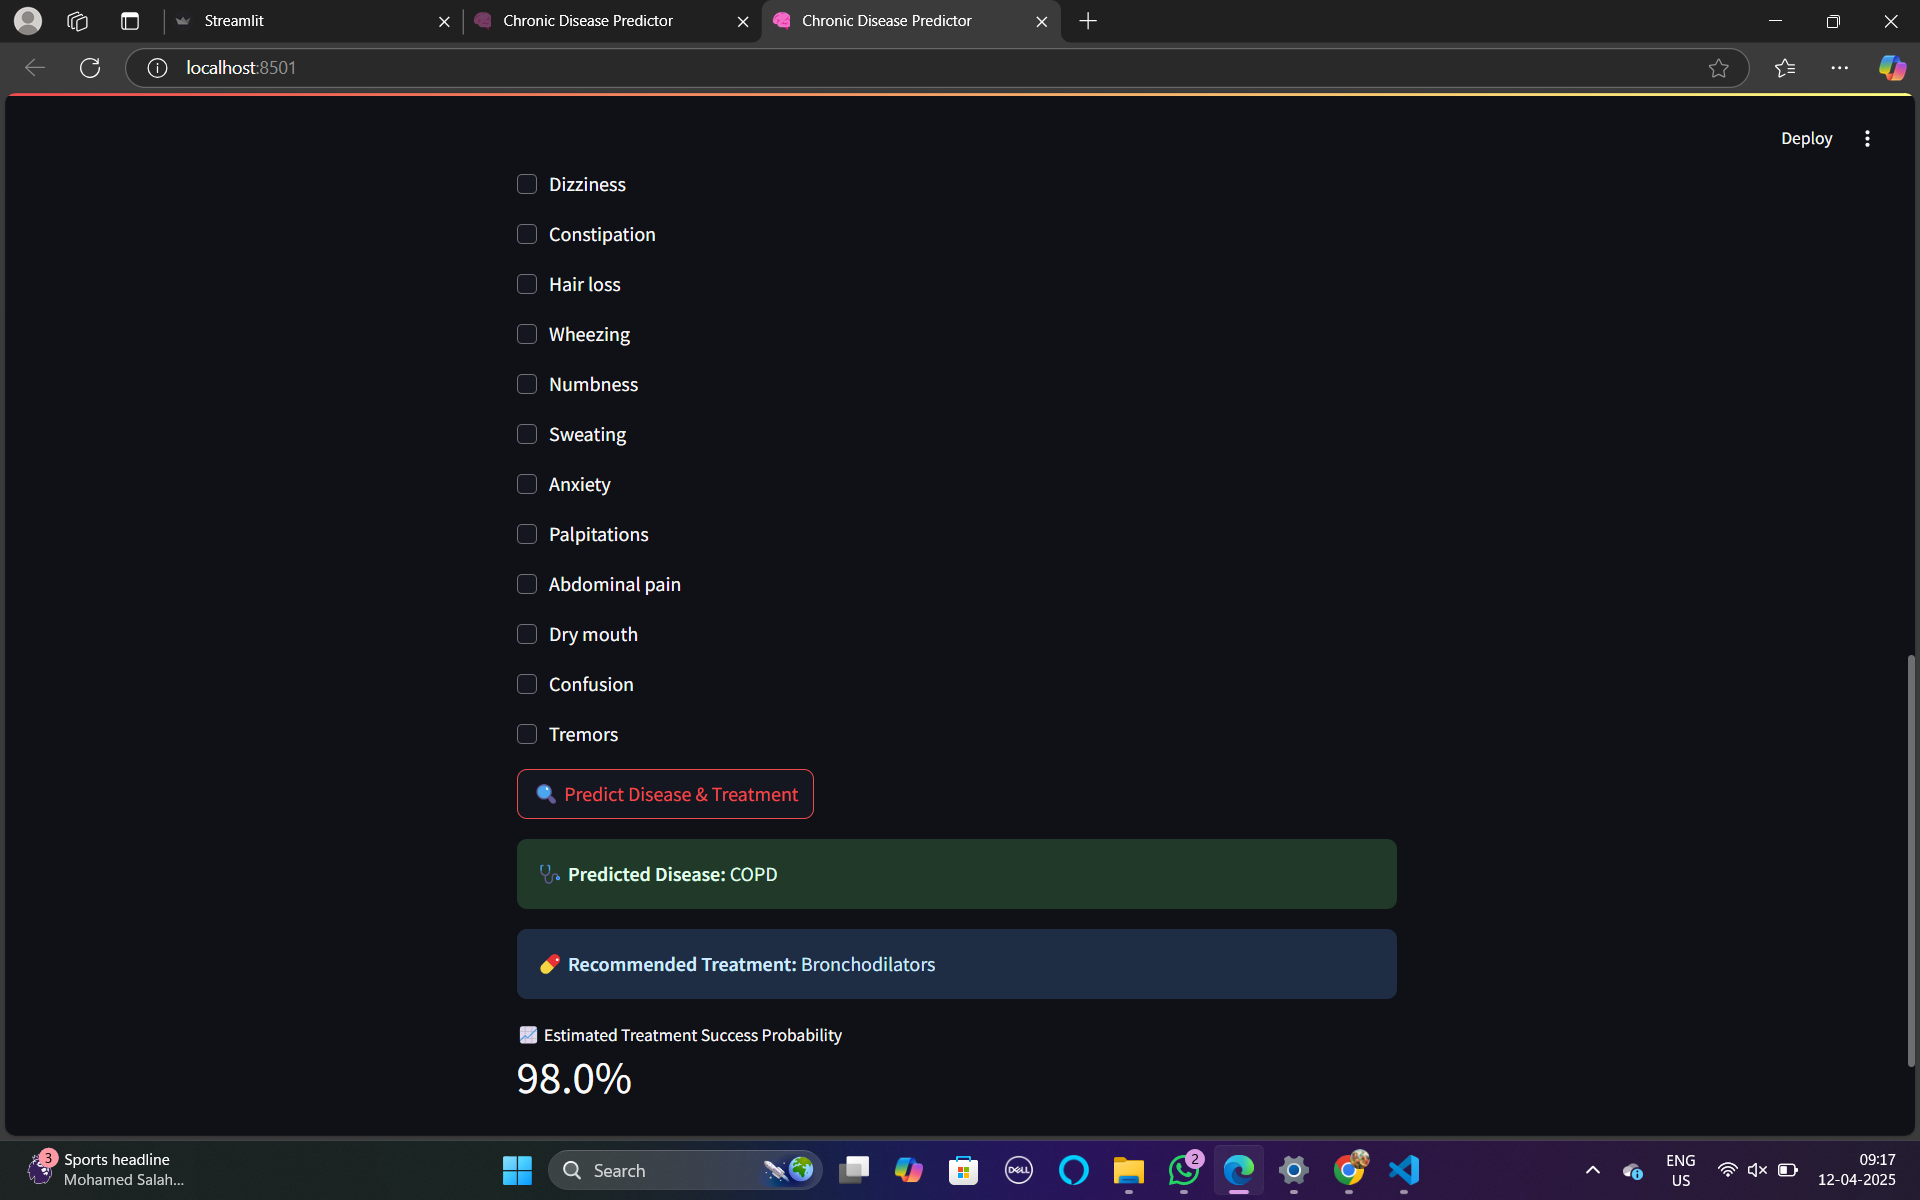 Streamlit
Chronic Disease Predictor
Chronic Disease Predictor
localhost:8501
Deploy
Dizziness
Constipation
Hair loss
Wheezing
Numbness
Sweating
Anxiety
Palpitations
Abdominal pain
Dry mouth
Confusion
Tremors
Predict Disease & Treatment
Predicted Disease: COPD
Recommended Treatment: Bronchodilators
Estimated Treatment Success Probability
98.0%
3
Sports headline
Mohamed Salah...
Search
DELL
2
ENG
US
09:17
12-04-2025